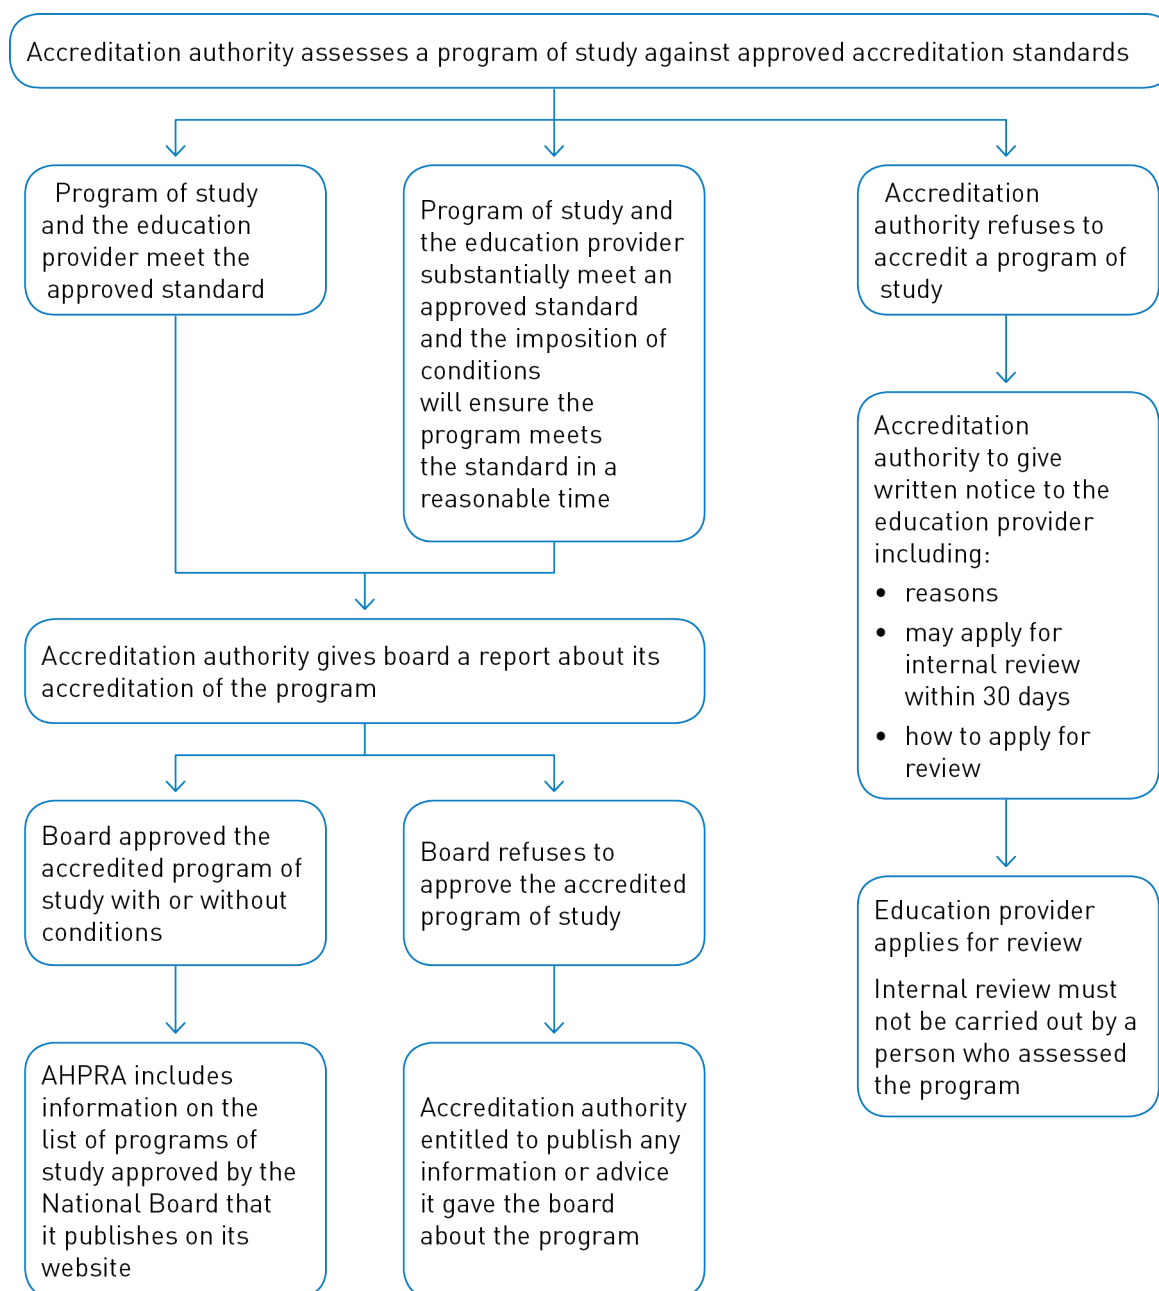 Accreditation authority assesses a program of study against approved accreditation standards
Program of study
and the education
provider meet the
approved standard
Program of study and
the education provider
substantially meet an
approved standard
and the imposition of
conditions
will ensure the
program meets
the standard in a
reasonable time
Accreditation
authority refuses to
accredit a program of
study
Accreditation
authority to give
written notice to the
education provider
including:
• reasons
• may apply for
internal review
within 30 days
• how to apply for
review
Accreditation authority gives board a report about its
accreditation of the program
Board approved the
accredited program of
study with or without
conditions
Board refuses to
approve the accredited
program of study
Education provider
applies for review
Internal review must
not be carried out by a
person who assessed
the program
AHPRA includes
information on the
list of programs of
study approved by the
National Board that
it publishes on its
website
Accreditation authority
entitled to publish any
information or advice
it gave the board
about the program